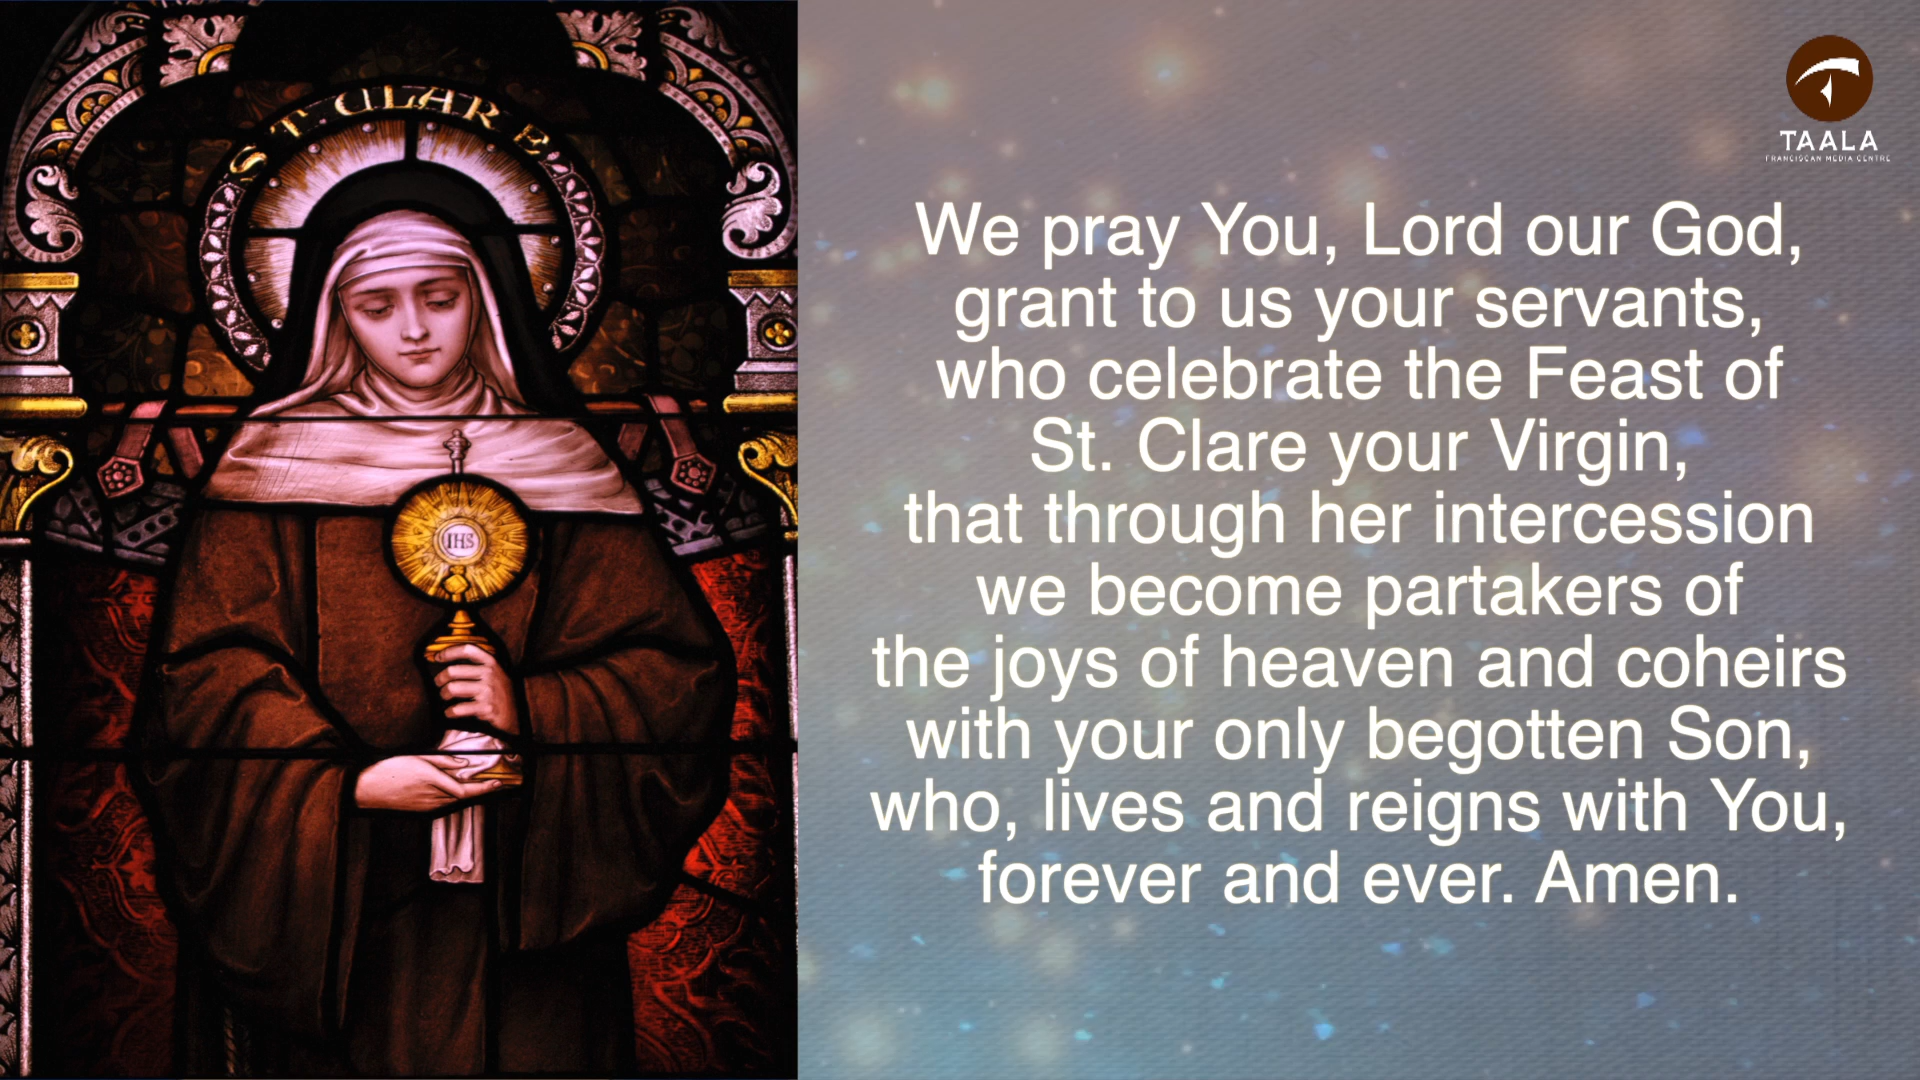 ST. CLARE
IHS
TAALA
FRANCISCAN MEDIA CENTRE
We pray You, Lord our God,
grant to us your servants,
who celebrate the Feast of
St. Clare your Virgin,
that through her intercession
we become partakers of
the joys of heaven and coheirs
with your only begotten Son,
who, lives and reigns with You,
forever and ever. Amen.